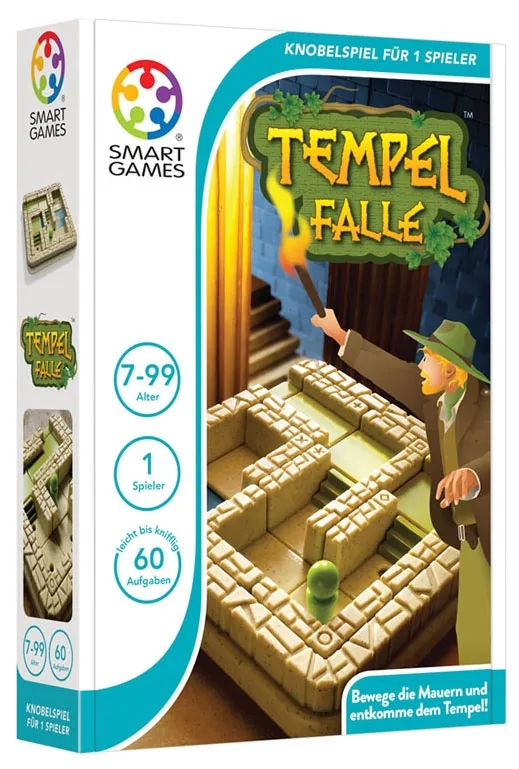 SMART
GAMES
®
TEMPEL
FALLE
™
7-99
Alter
60
Aufgaben
KNOBELSPIEL
FÜR 1 SPIELER
SMART
GAMES
®
KNOBELSPIEL FÜR 1 SPIELER
TEMPEL
FALLE
™
7-99
Alter
1
Spieler
leicht bis knifflig
60
Aufgaben
Bewege die Mauern und
entkomme dem Tempel!